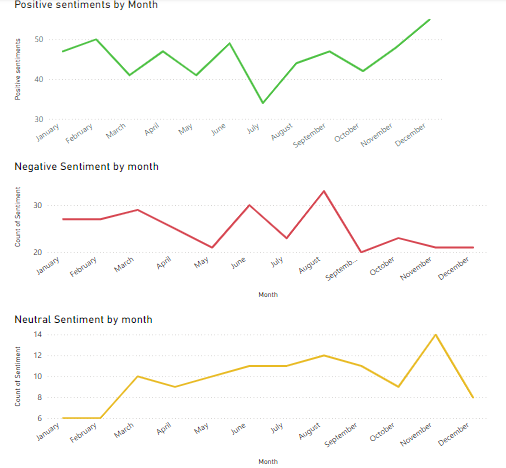 Positive sentiments by Month
Positive sentiments
50
40
30
January
February
March
April
May
June
July
August
September
October
November
December
Negative Sentiment by month
Count of Sentiment
30
20
January
February
March
April
May
June
July
August
Septemb...
October
November
December
Month
Neutral Sentiment by month
Count of Sentiment
14
12
10
8
6
January
February
March
April
May
June
July
August
September
October
November
December
Month